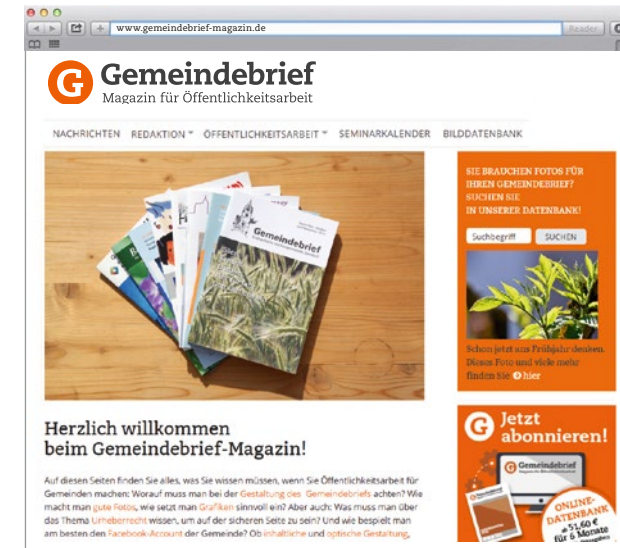 www.gemeindebrief-magazin.de
Reader
G Gemeindebrief
Magazin für Öffentlichkeitsarbeit
NACHRICHTEN REDAKTION ÖFFENTLICHKEITSARBEIT SEMINARKALENDER BILDDATENBANK
Gemeindebrief
SIE BRAUCHEN FOTOS FÜR
IHREN GEMEINDEBRIEF?
SUCHEN SIE
IN UNSERER DATENBANK!
Suchbegriff SUCHEN
Schon jetzt ans Frühjahr denken.
Dieses Foto und viele mehr
finden Sie hier
Herzlich willkommen
beim Gemeindebrief-Magazin!
Auf diesen Seiten finden Sie alles, was Sie wissen müssen, wenn Sie Öffentlichkeitsarbeit für
Gemeinden machen: Worauf muss man bei der Gestaltung des Gemeindebriefs achten? Wie
macht man gute Fotos, wie setzt man Grafiken sinnvoll ein? Aber auch: Was muss man über
das Thema Urheberrecht wissen, um auf der sicheren Seite zu sein? Und wie bespielt man
am besten den Facebook-Account der Gemeinde? Ob inhaltliche und optische Gestaltung,
G Jetzt
abonnieren!
G Gemeindebrief
ONLINE-
DATENBANK
51,60 €
für 6 Monate